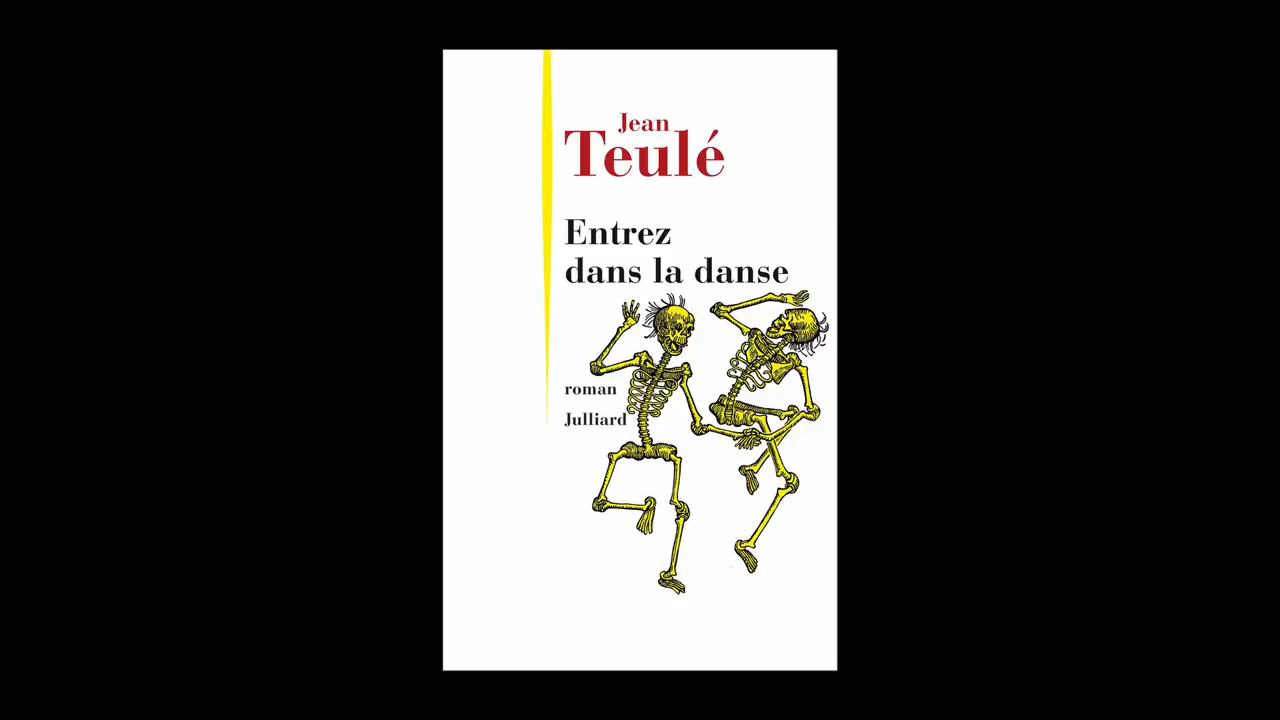 Jean
Teulé
Entrez
dans la danse
roman
Julliard